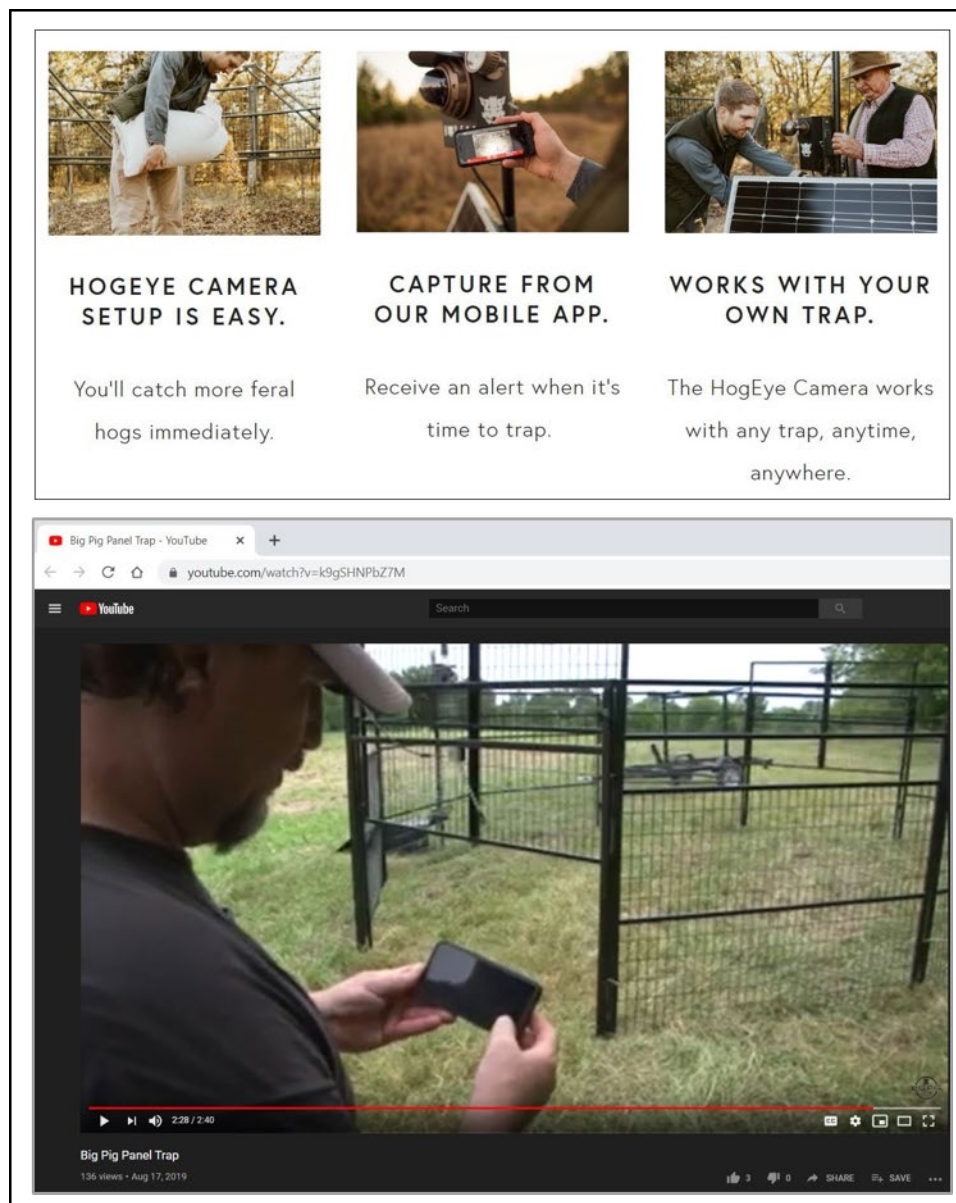 HOGEYE CAMERA
SETUP IS EASY.
You'll catch more feral
hogs immediately.
CAPTURE FROM
OUR MOBILE APP.
Receive an alert when it's
time to trap.
WORKS WITH YOUR
OWN TRAP.
The HogEye Camera works
with any trap, anytime,
anywhere.
Big Pig Panel Trap - YouTube
youtube.com/watch?v=k9gSHNPbZ7M
YouTube
Search
2:28 / 2:40
CC
Big Pig Panel Trap
136 views • Aug 17, 2019
3
0
SHARE
SAVE